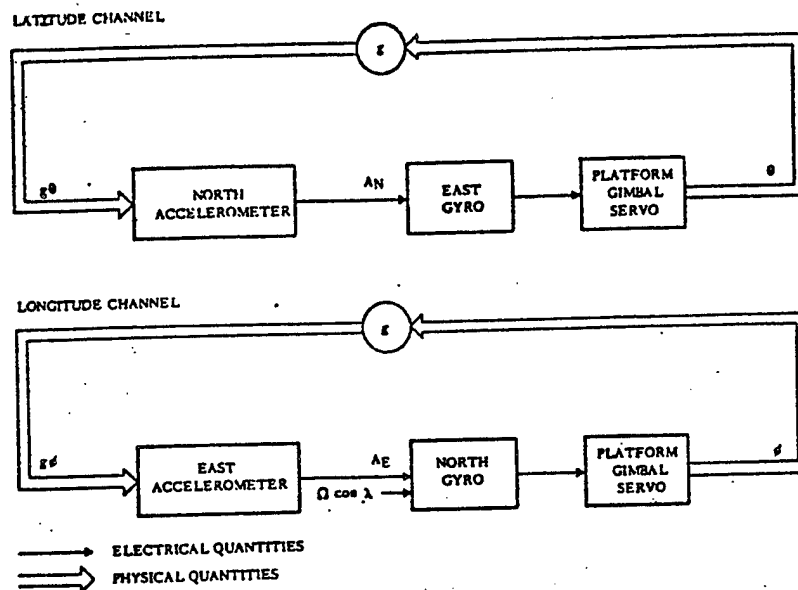 LATITUDE CHANNEL
g
gθ
NORTH
ACCELEROMETER
AN
EAST
GYRO
PLATFORM
GIMBAL
SERVO
θ
LONGITUDE CHANNEL
g
gϕ
EAST
ACCELEROMETER
AE
Ω cos λ
NORTH
GYRO
PLATFORM
GIMBAL
SERVO
ϕ
ELECTRICAL QUANTITIES
PHYSICAL QUANTITIES